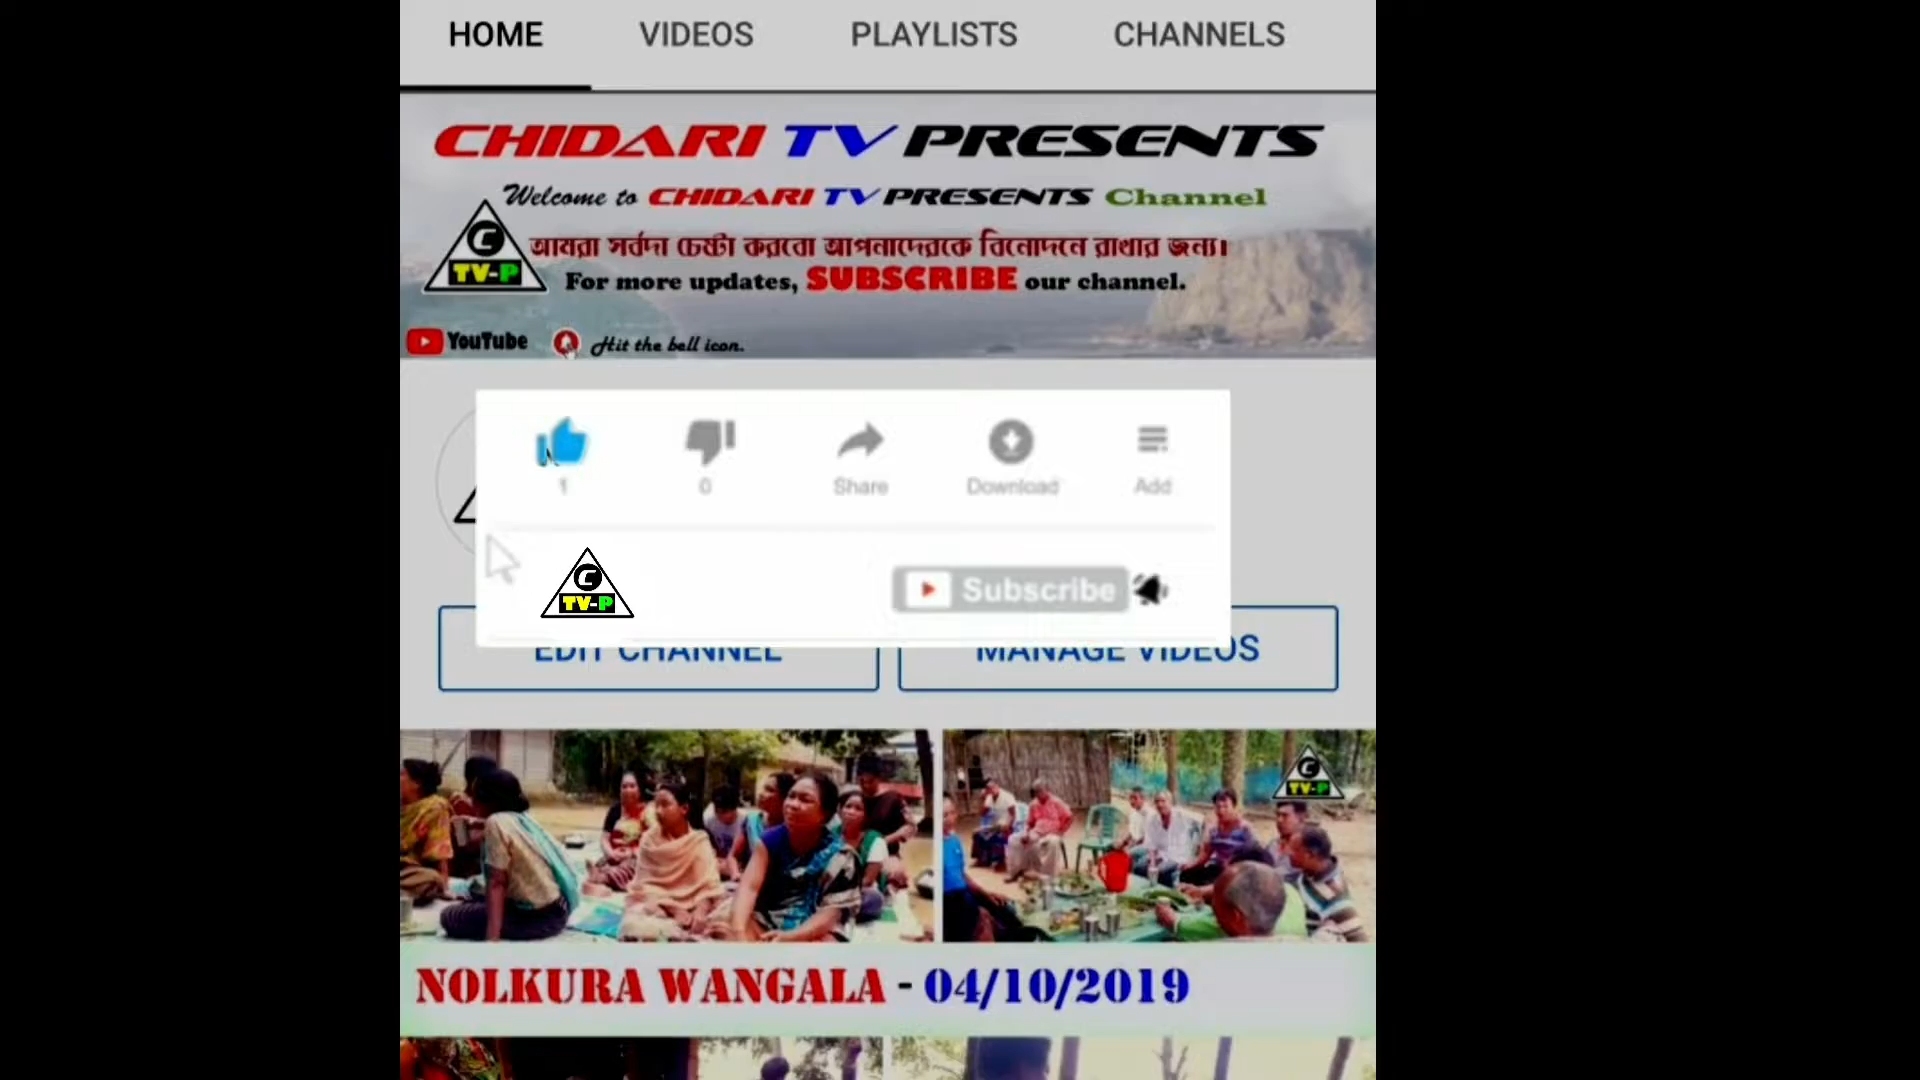 HOME VIDEOS PLAYLISTS CHANNELS
CHIDARI TV PRESENTS
Welcome to CHIDARI TV PRESENTS Channel
C
TV-P
আমরা সর্বদা চেষ্টা করবো আপনাদেরকে বিনোদনে রাখার জন্য।
For more updates, SUBSCRIBE our channel.
YouTube Hit the bell icon.
1 0 Share Download Add
C
TV-P
Subscribe
EDIT CHANNEL MANAGE VIDEOS
C
TV-P
NOLKURA WANGALA - 04/10/2019